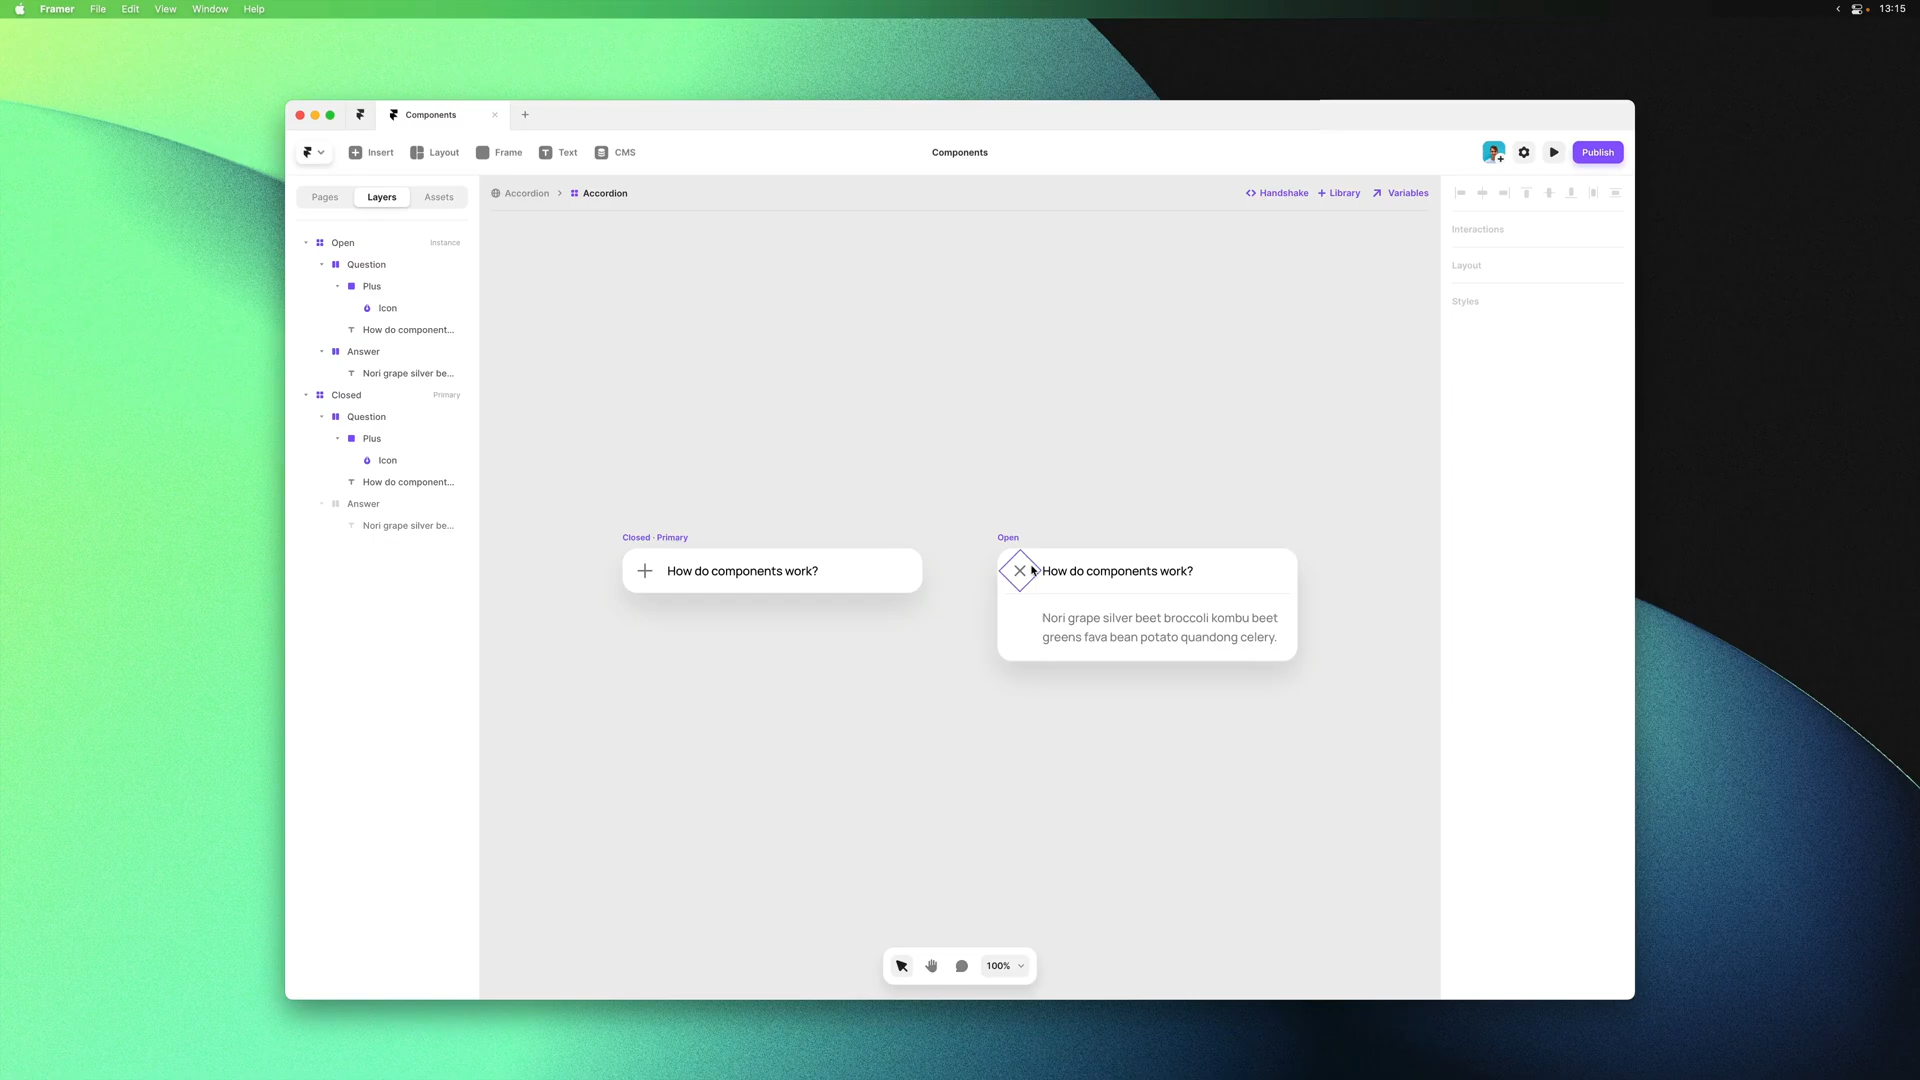 Framer File Edit View Window Help 13:15
Components
Insert Layout Frame Text CMS Components Publish
Pages Layers Assets
Accordion Accordion Handshake Library Variables
Open Instance
Question
Plus
Icon
How do component...
Answer
Nori grape silver be...
Closed Primary
Question
Plus
Icon
How do component...
Answer
Nori grape silver be...
Closed · Primary
How do components work?
Open
How do components work?
Nori grape silver beet broccoli kombu beet
greens fava bean potato quandong celery.
Interactions
Layout
Styles
100%